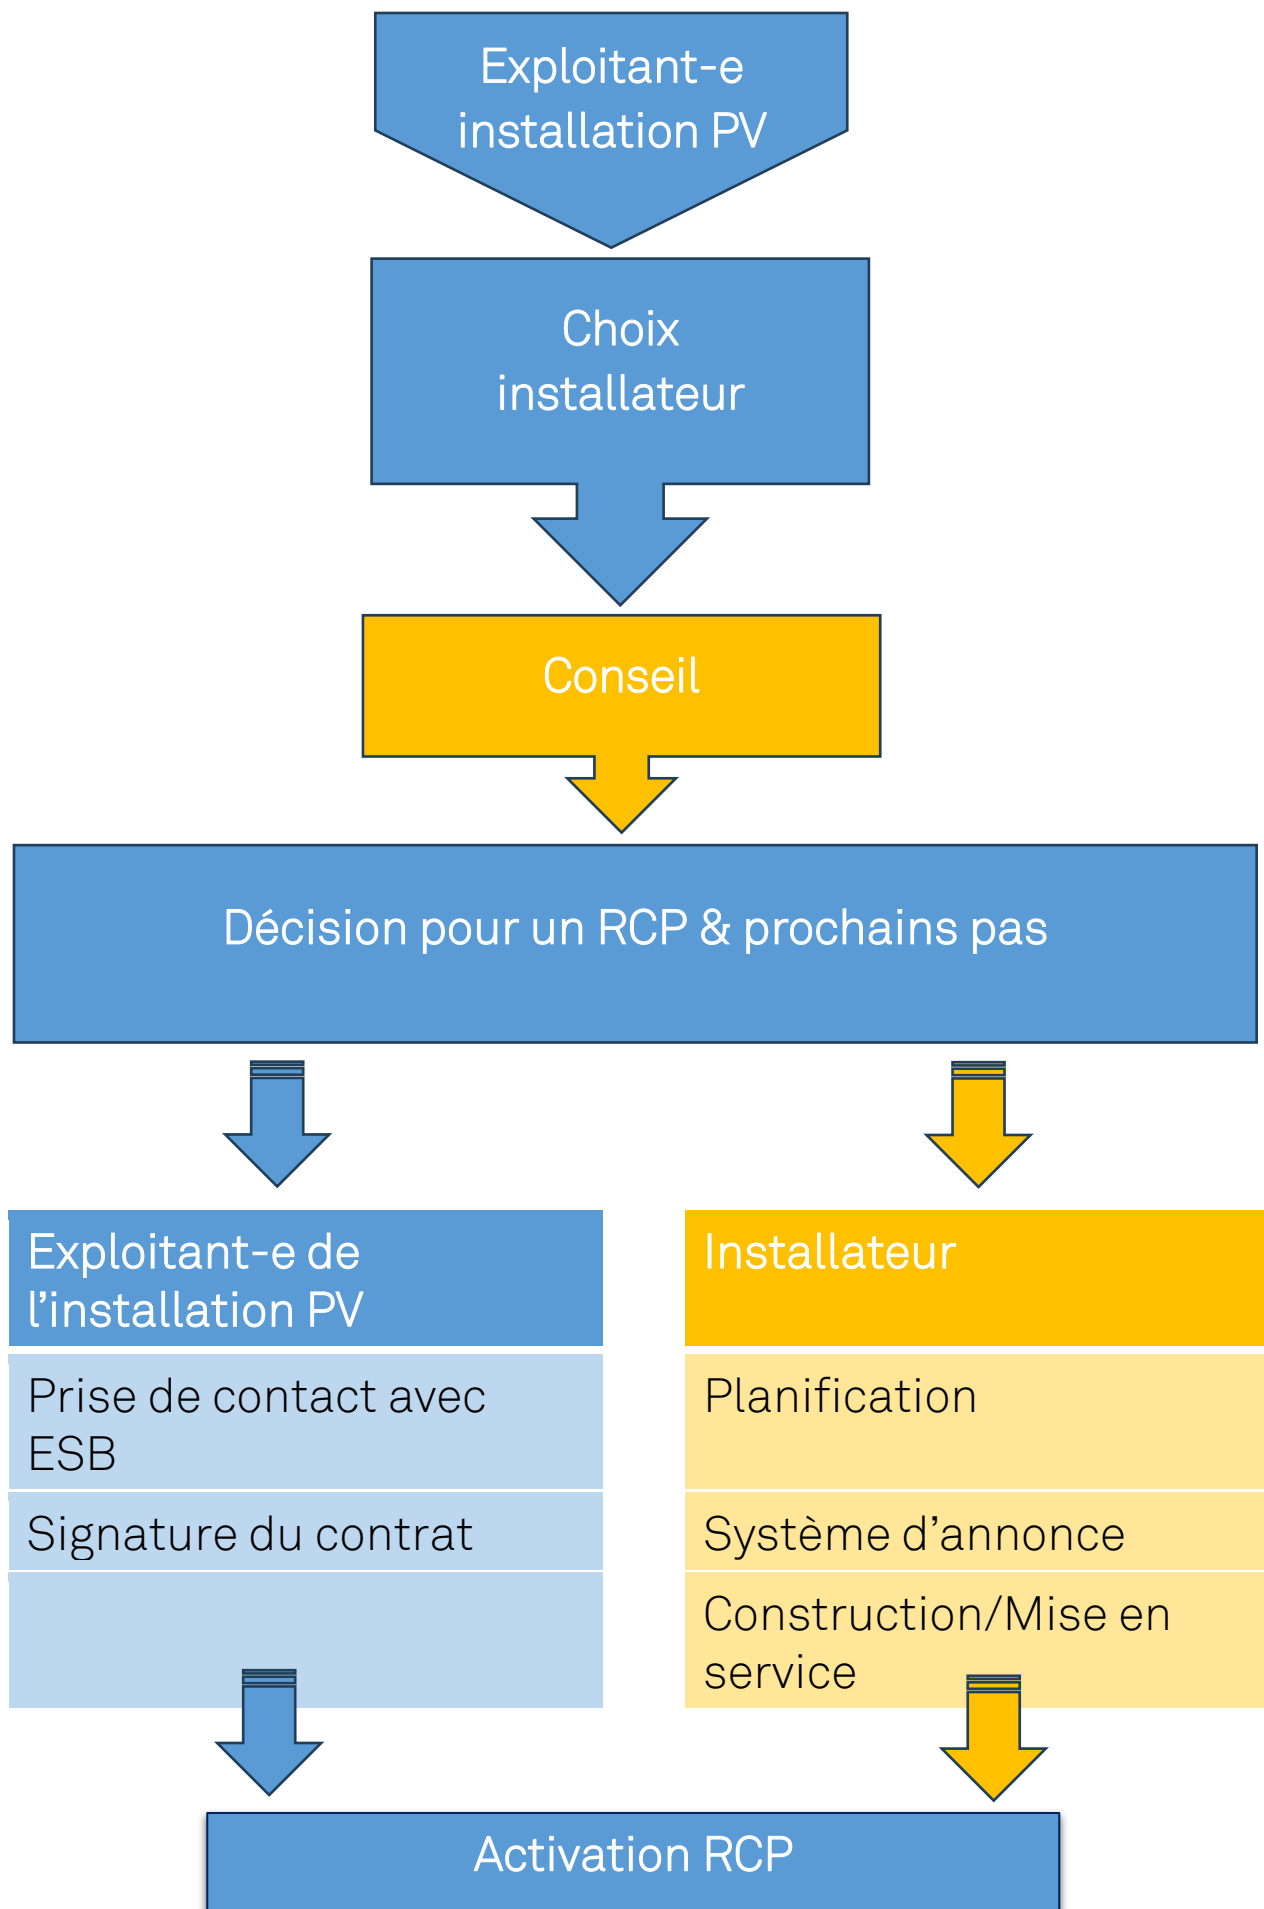 Exploitant-e
installation PV
Choix
installateur
Conseil
Décision pour un RCP & prochains pas
Exploitant-e de
l’installation PV
Prise de contact avec
ESB
Signature du contrat
Installateur
Planification
Système d’annonce
Construction/Mise en
service
Activation RCP